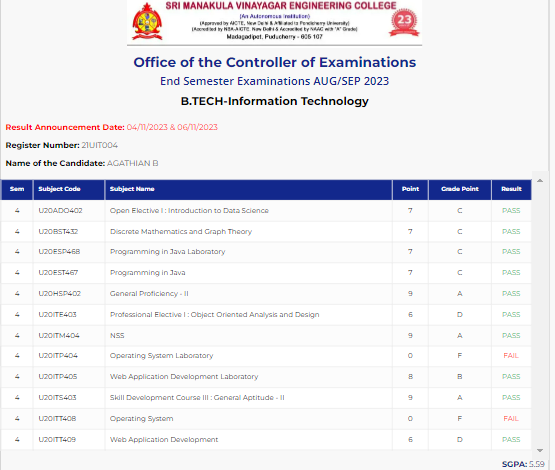 SRI MANAKULA VINAYAGAR ENGINEERING COLLEGE
(An Autonomous Institution)
(Approved by AICTE, New Delhi & Affiliated to Pondicherry University)
(Accredited by NBA-AICTE, New Delhi & Accredited by NAAC with "A" Grade)
Madagadipet, Puducherry - 605 107
23
Office of the Controller of Examinations
End Semester Examinations AUG/SEP 2023
B.TECH-Information Technology
Result Announcement Date: 04/11/2023 & 06/11/2023
Register Number: 21UIT004
Name of the Candidate: AGATHIAN B
Sem Subject Code Subject Name Point Grade Point Result
4 U20ADO402 Open Elective I : Introduction to Data Science 7 C PASS
4 U20BST432 Discrete Mathematics and Graph Theory 7 C PASS
4 U20ESP468 Programming in Java Laboratory 7 C PASS
4 U20EST467 Programming in Java 7 C PASS
4 U20HSP402 General Proficiency - II 9 A PASS
4 U20ITE403 Professional Elective I : Object Oriented Analysis and Design 6 D PASS
4 U20ITM404 NSS 9 A PASS
4 U20ITP404 Operating System Laboratory 0 F FAIL
4 U20ITP405 Web Application Development Laboratory 8 B PASS
4 U20ITS403 Skill Development Course III : General Aptitude - II 9 A PASS
4 U20ITT408 Operating System 0 F FAIL
4 U20ITT409 Web Application Development 6 D PASS
SGPA: 5.59